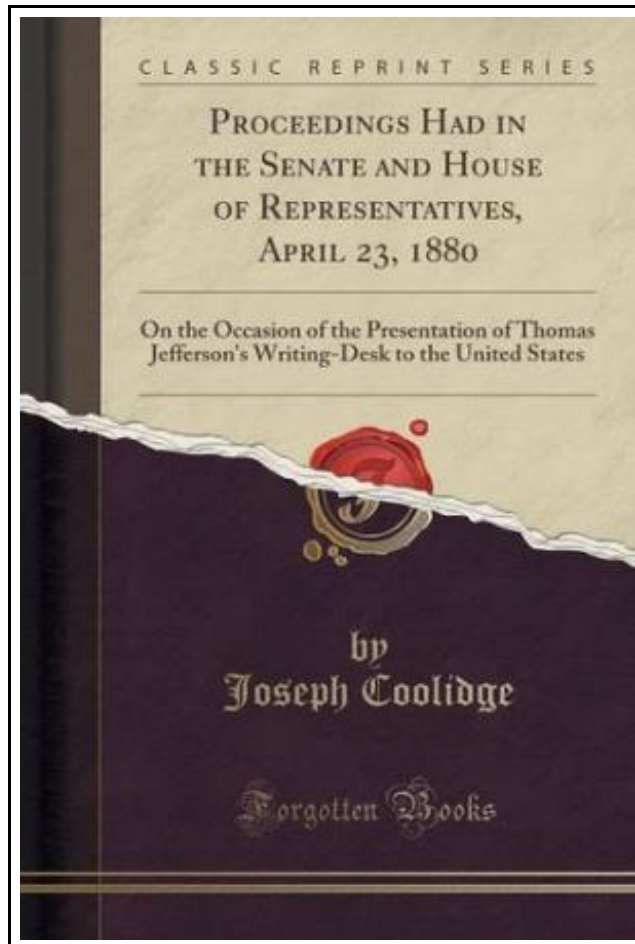 CLASSIC REPRINT SERIES
PROCEEDINGS HAD IN
THE SENATE AND HOUSE
OF REPRESENTATIVES,
APRIL 23, 1880
On the Occasion of the Presentation of Thomas
Jefferson's Writing-Desk to the United States
by
Joseph Coolidge
Forgotten Books